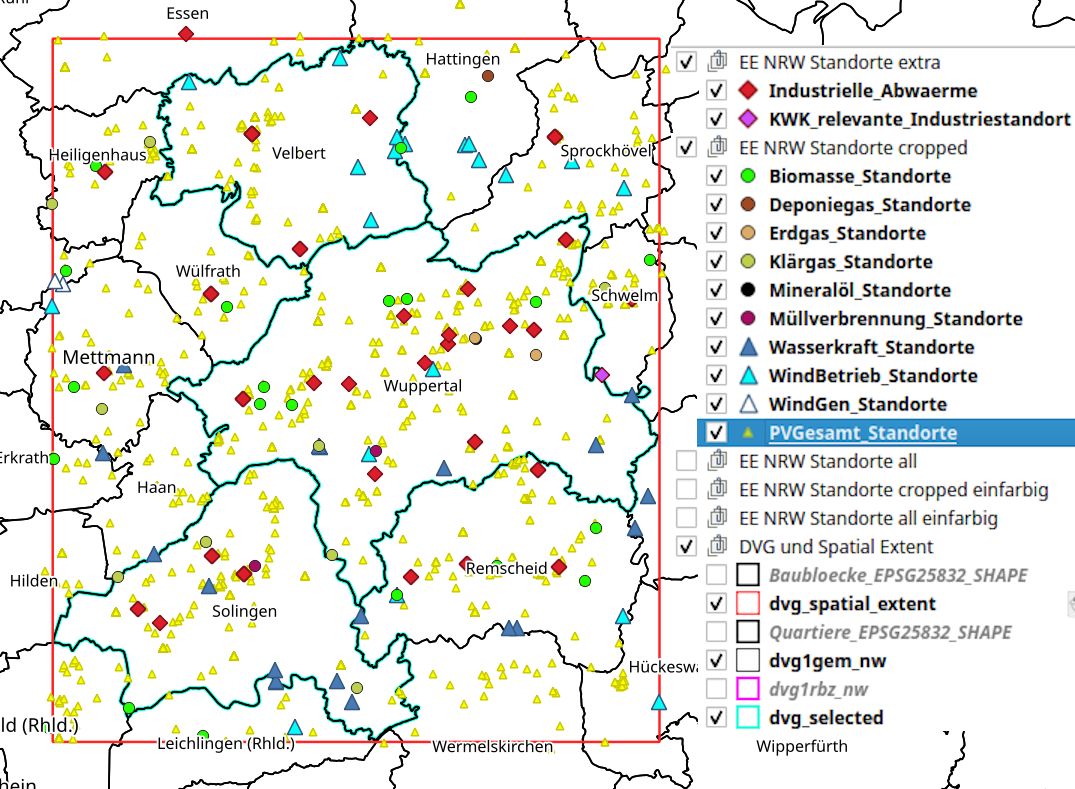 Essen
Hattingen
Velbert
Sprockhövel
Heiligenhaus
Wülfrath
Schwelm
Mettmann
Wuppertal
Erkrath
Haan
Hilden
Remscheid
Solingen
Hückeswa
ld (Rhld.)
Leichlingen (Rhld.)
Wermelskirchen
Wipperfürth
hein
EE NRW Standorte extra
Industrielle_Abwaerme
KWK_relevante_Industriestandort
EE NRW Standorte cropped
Biomasse_Standorte
Deponiegas_Standorte
Erdgas_Standorte
Klärgas_Standorte
Mineralöl_Standorte
Müllverbrennung_Standorte
Wasserkraft_Standorte
WindBetrieb_Standorte
WindGen_Standorte
PVGesamt_Standorte
EE NRW Standorte all
EE NRW Standorte cropped einfarbig
EE NRW Standorte all einfarbig
DVG und Spatial Extent
Baubloecke_EPSG25832_SHAPE
dvg_spatial_extent
Quartiere_EPSG25832_SHAPE
dvg1gem_nw
dvg1rbz_nw
dvg_selected